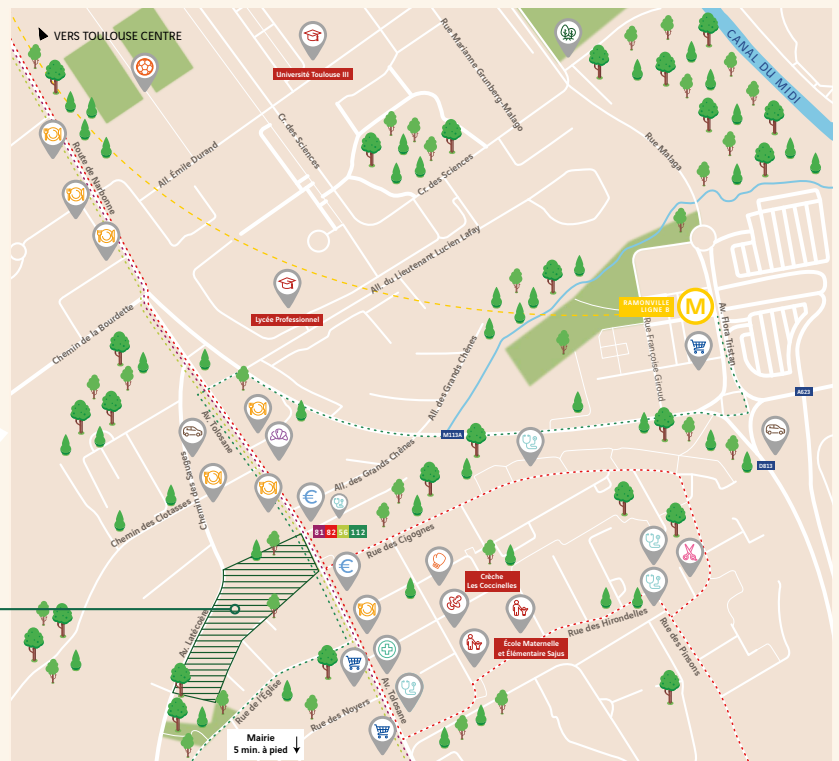 VERS TOULOUSE CENTRE
CANAL DU MIDI
Rue Marianne Grunberg-Malago
Université Toulouse III
Cr. des Sciences
Rue Malaga
Route de Narbonne
All. Émile Durand
Cr. des Sciences
All. du Lieutenant Lucien Lafay
RAMONVILLE
LIGNE B
M
Lycée Professionnel
Chemin de la Bourdette
Rue Françoise Giroud
Av. Flora Tristan
All. des Grands Chênes
A623
Av. Tolosane
M113A
D813
Chemin des Sanges
All. des Grands Chênes
Chemin des Clotasses
81 82 56 112
Rue des Cigognes
Crèche
Les Coccinelles
Av. Latécoère
Rue des Hirondelles
École Maternelle
et Élémentaire Sajus
Rue des Pinsons
Rue de l'Église
Rue des Noyers
Av. Tolosane
Mairie
5 min. à pied